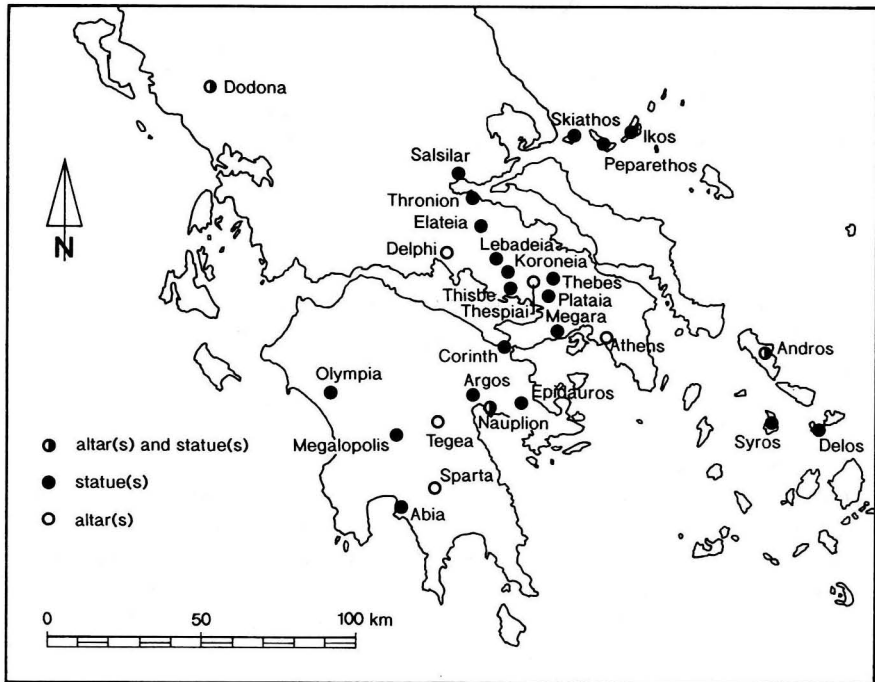 Dodona
Skiathos
Ikos
Peparethos
Salsilar
Thronion
Elateia
N
Lebadeia
Delphi
Koroneia
Thebes
Thisbe
Plataia
Thespiai
Megara
Athens
Corinth
Andros
Olympia
Argos
Epidauros
Nauplion
altar(s) and statue(s)
Megalopolis
Tegea
Syros
Delos
statue(s)
Sparta
altar(s)
Abia
0 50 100 km